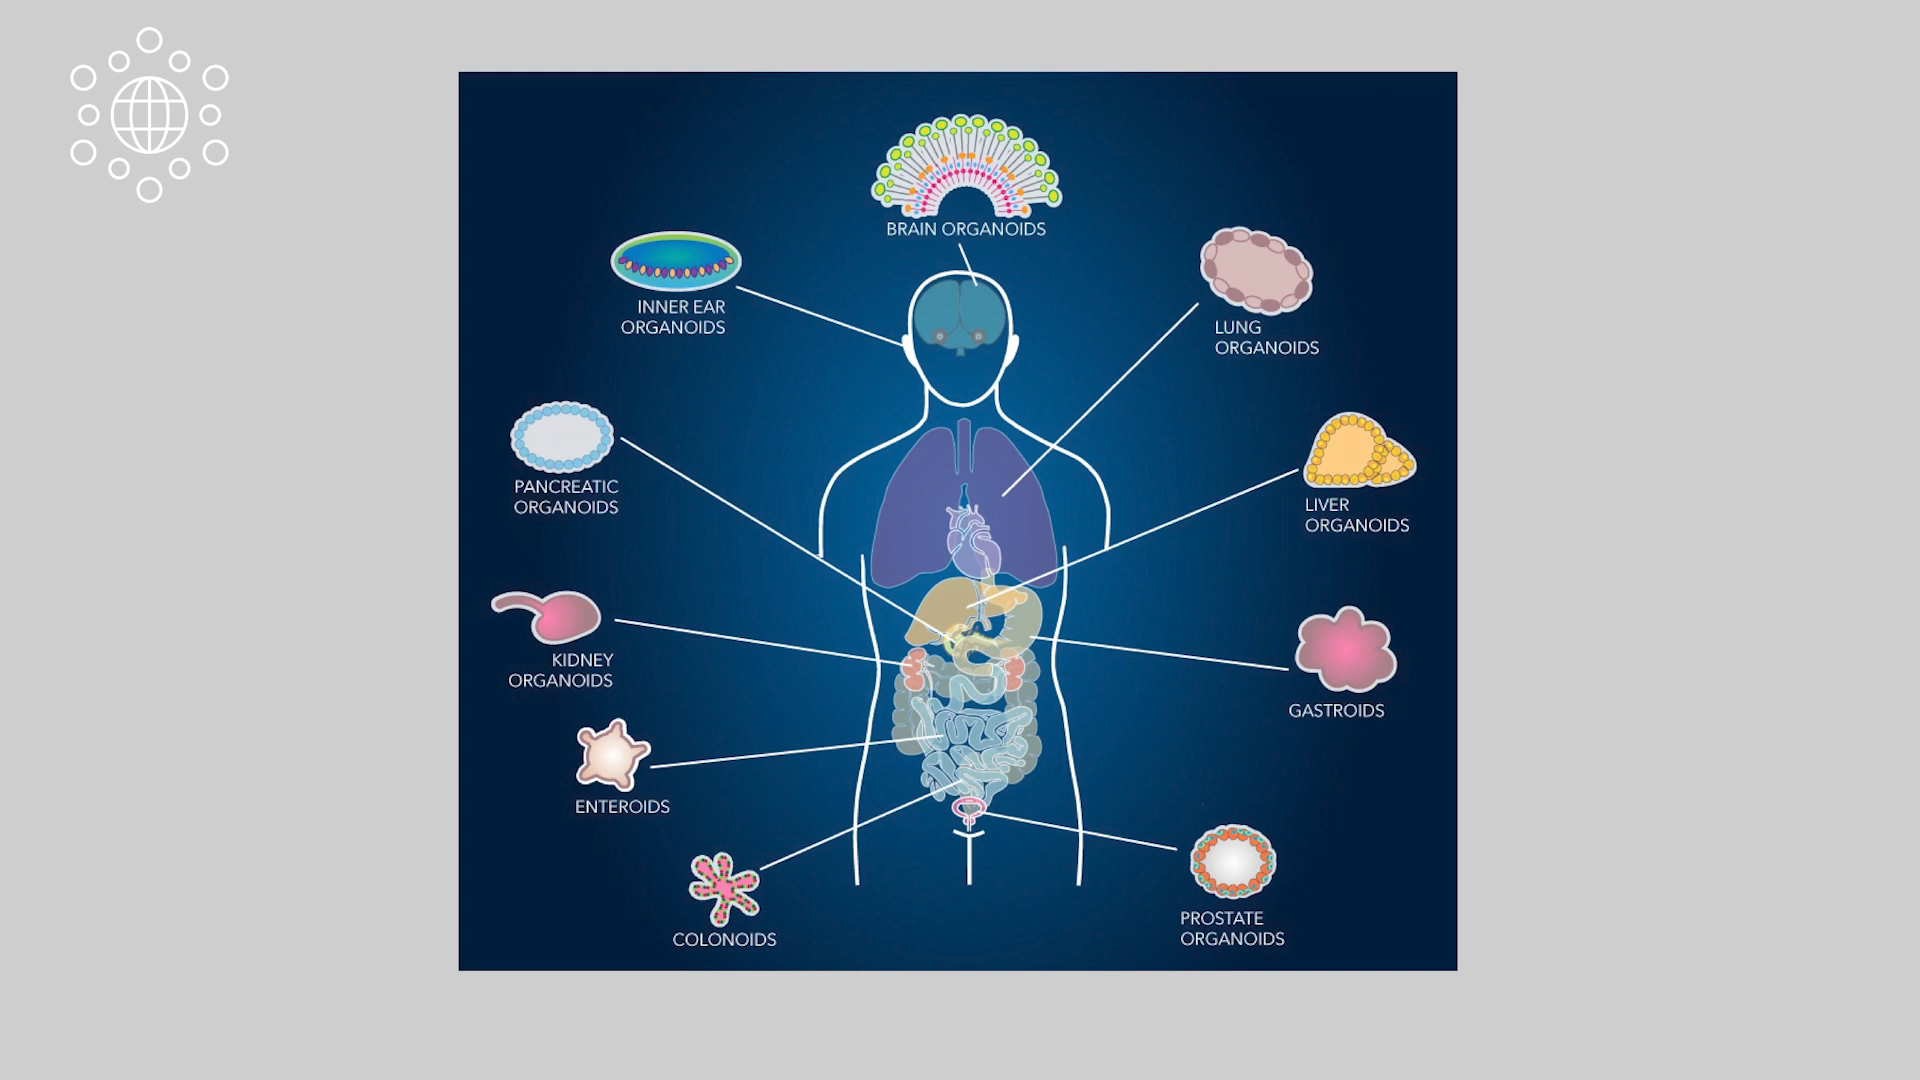 BRAIN ORGANOIDS
INNER EAR
ORGANOIDS
LUNG
ORGANOIDS
PANCREATIC
ORGANOIDS
LIVER
ORGANOIDS
KIDNEY
ORGANOIDS
GASTROIDS
ENTEROIDS
COLONOIDS
PROSTATE
ORGANOIDS